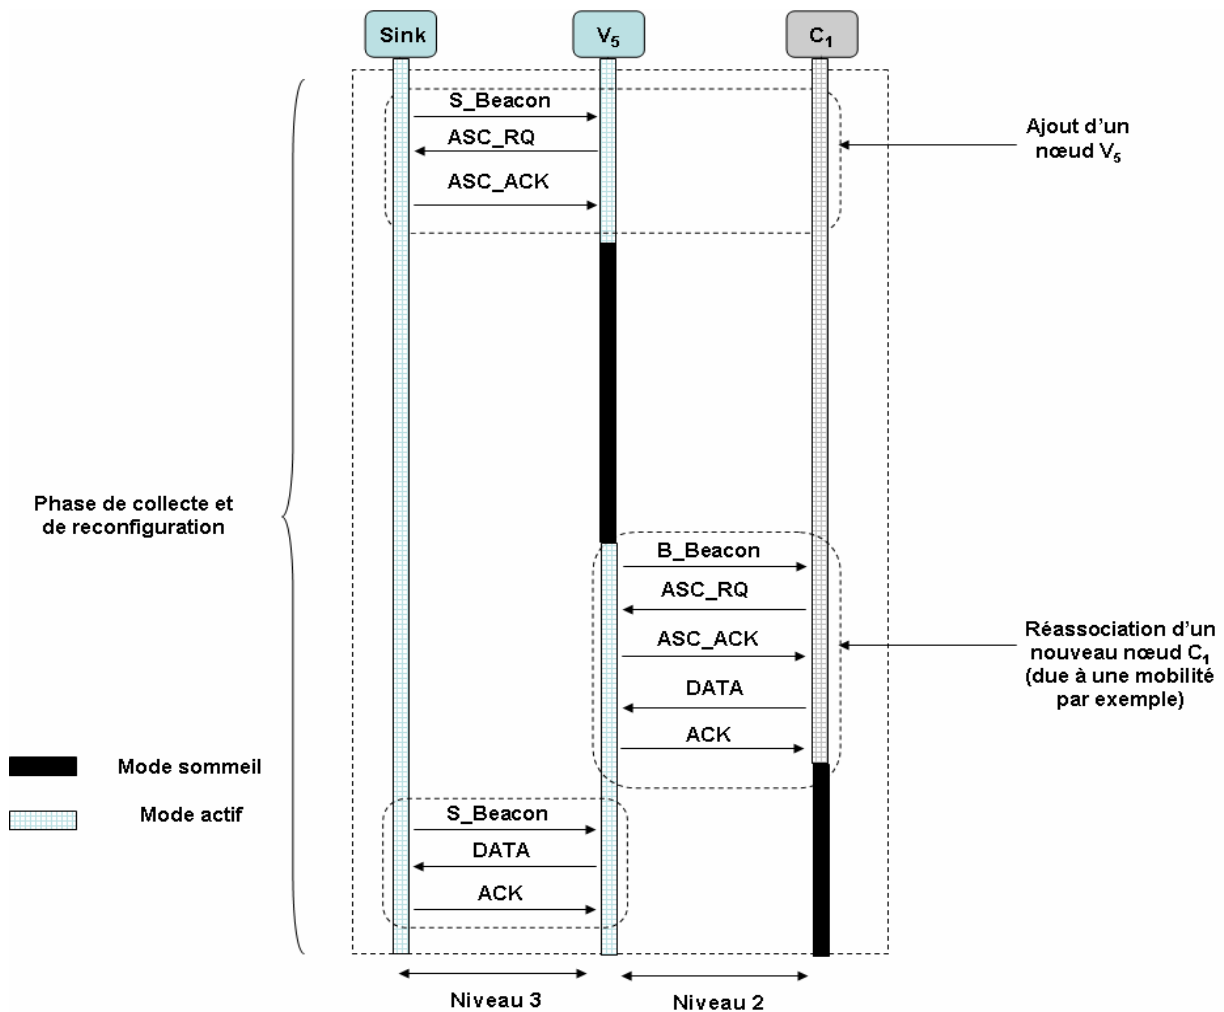 Sink
V5
C1
S_Beacon
ASC_RQ
ASC_ACK
Ajout d'un
nœud V5
Phase de collecte et
de reconfiguration
B_Beacon
ASC_RQ
ASC_ACK
DATA
ACK
Réassociation d'un
nouveau nœud C1
(due à une mobilité
par exemple)
Mode sommeil
Mode actif
S_Beacon
DATA
ACK
Niveau 3
Niveau 2